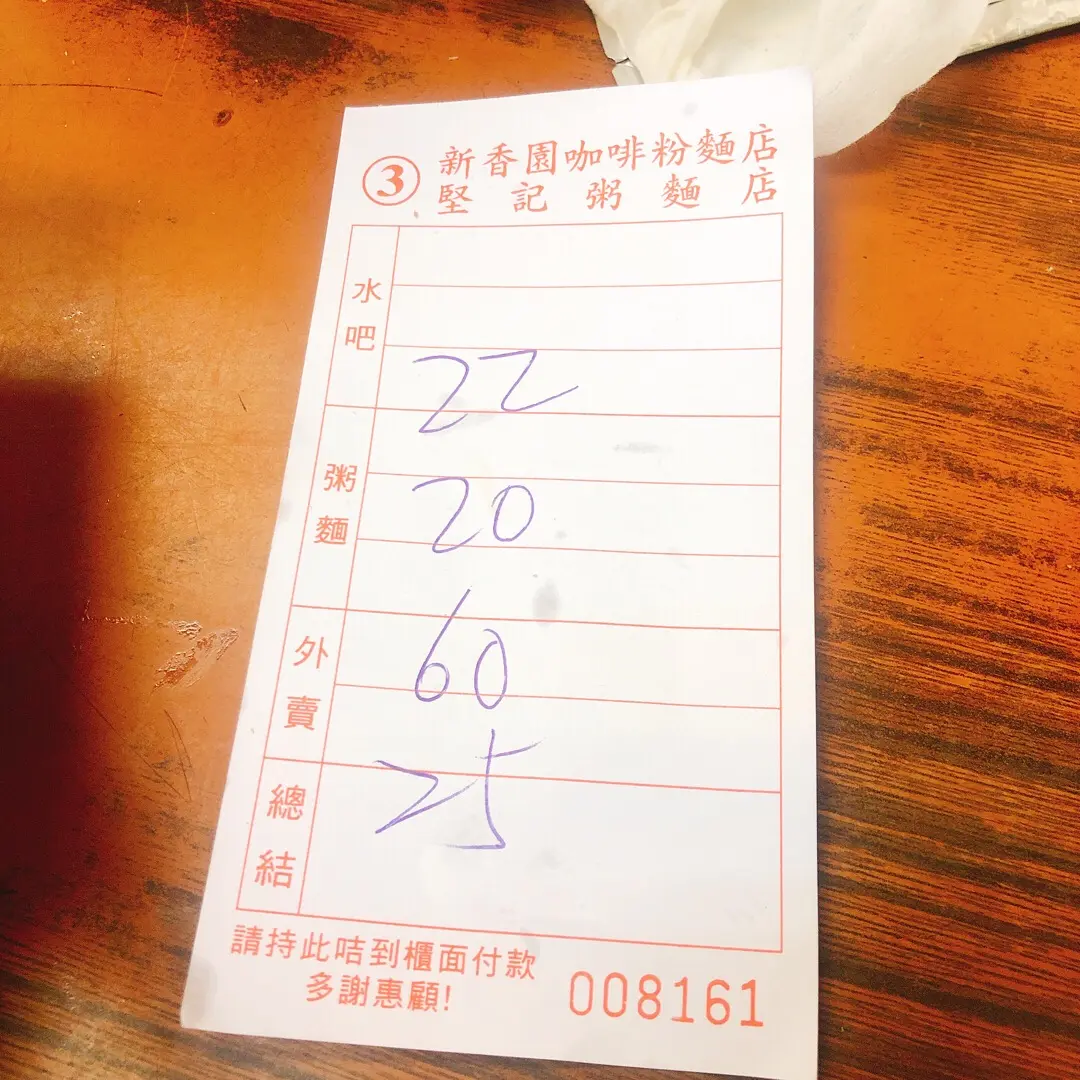 ③ 新香園咖啡粉麵店
堅記粥麵店
水吧
22
粥麵
20
外賣
60
總結
25
請持此咭到櫃面付款
多謝惠顧!
008161